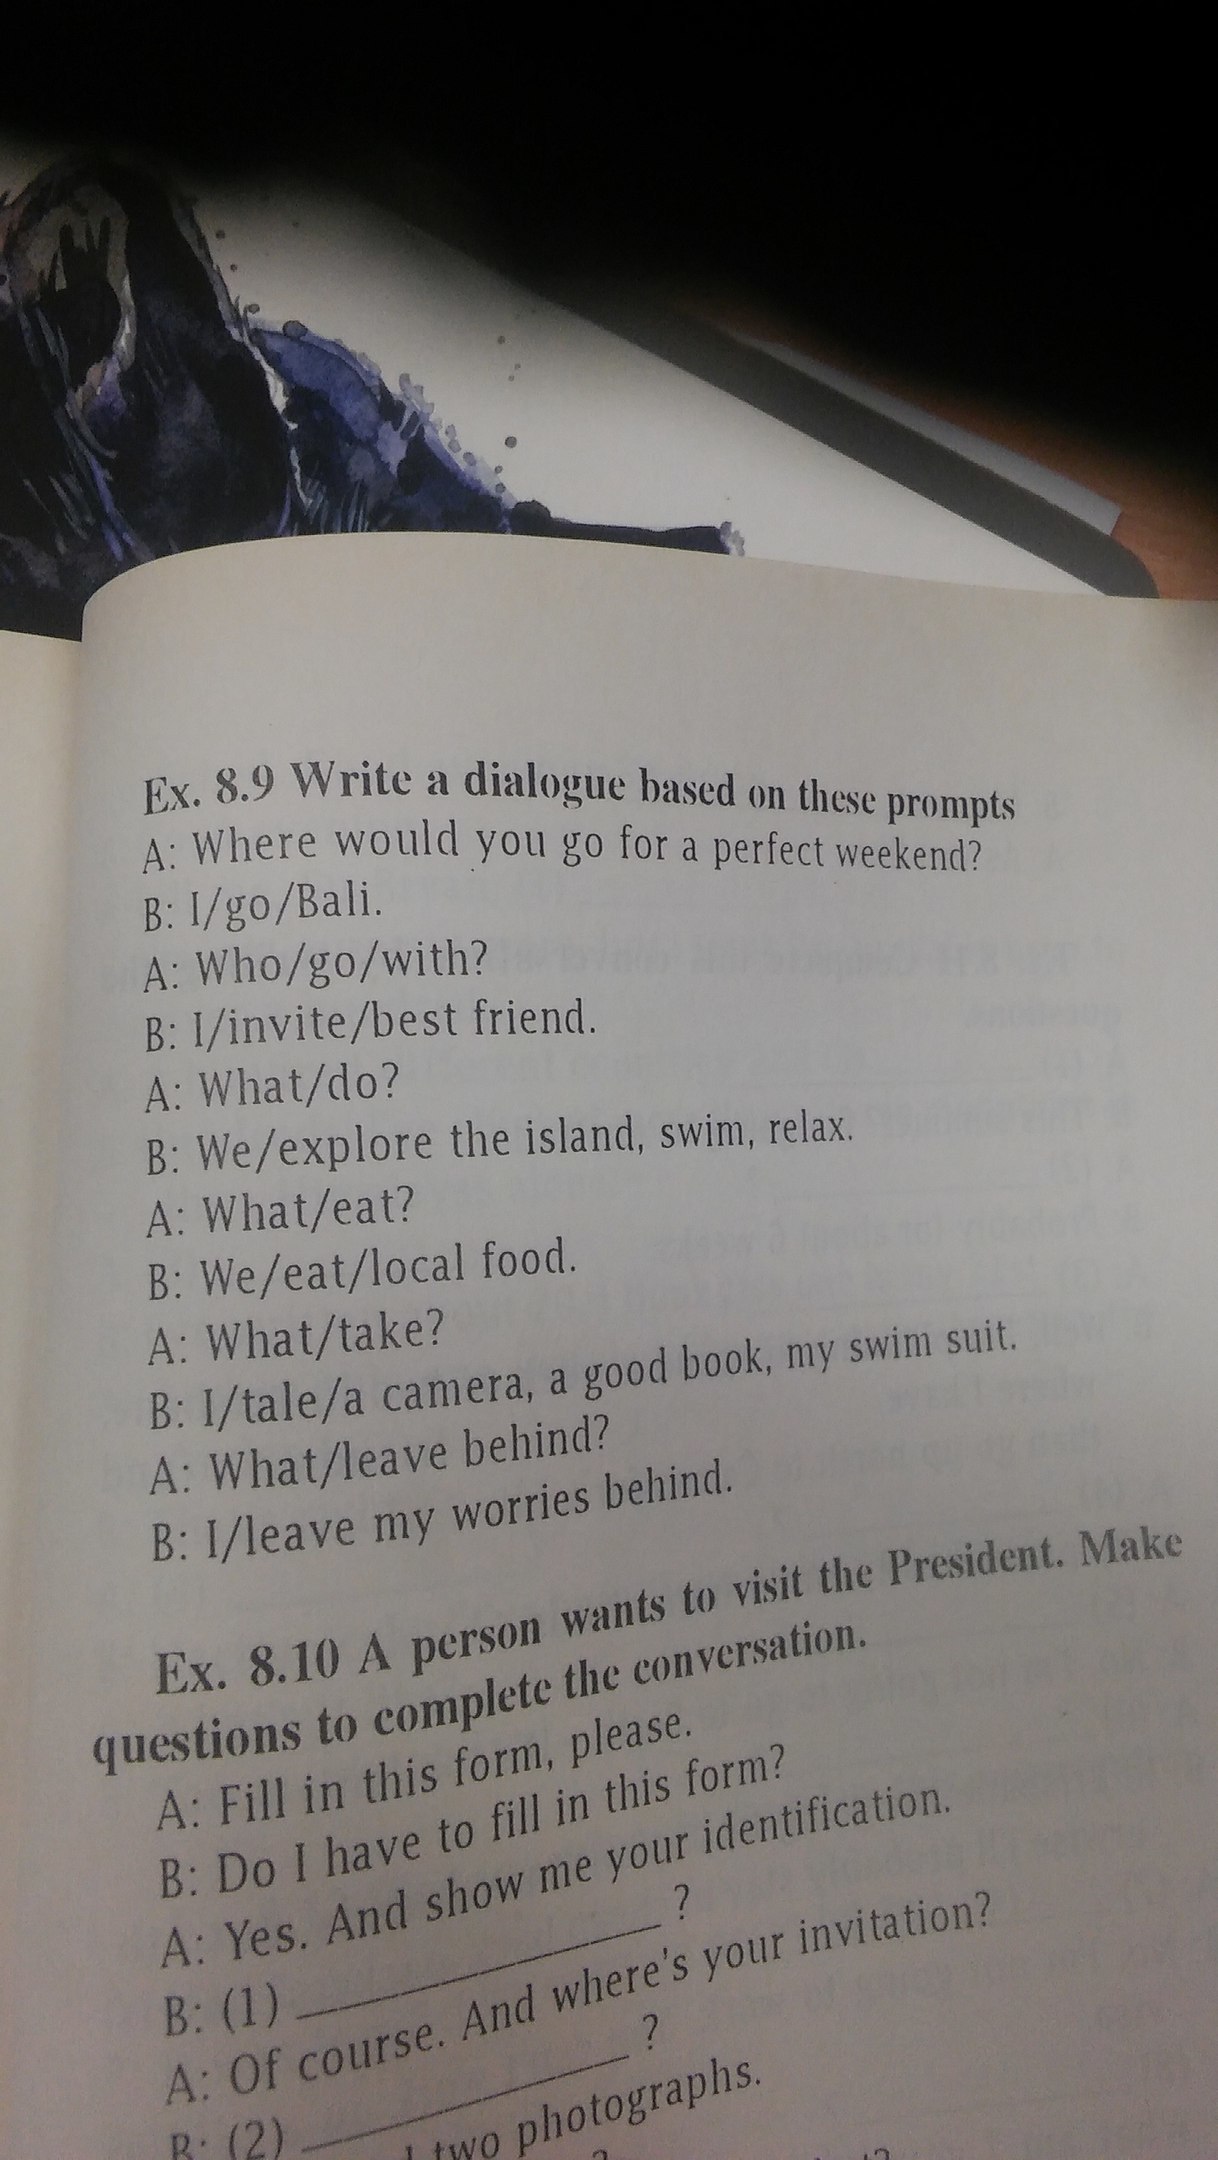 Ex. 8.9 Write a dialogue based on these prompts
A: Where would you go for a perfect weekend?
B: I/go/Bali.
A: Who/go/with?
B: I/invite/best friend.
A: What/do?
B: We/explore the island, swim, relax.
A: What/eat?
B: We/eat/local food.
A: What/take?
B: I/tale/a camera, a good book, my swim suit.
A: What/leave behind?
B: I/leave my worries behind.
Ex. 8.10 A person wants to visit the President. Make
questions to complete the conversation.
A: Fill in this form, please.
B: Do I have to fill in this form?
A: Yes. And show me your identification.
B: (1) ____________ ?
A: Of course. And where's your invitation?
B: (2) ____________ ?
two photographs.